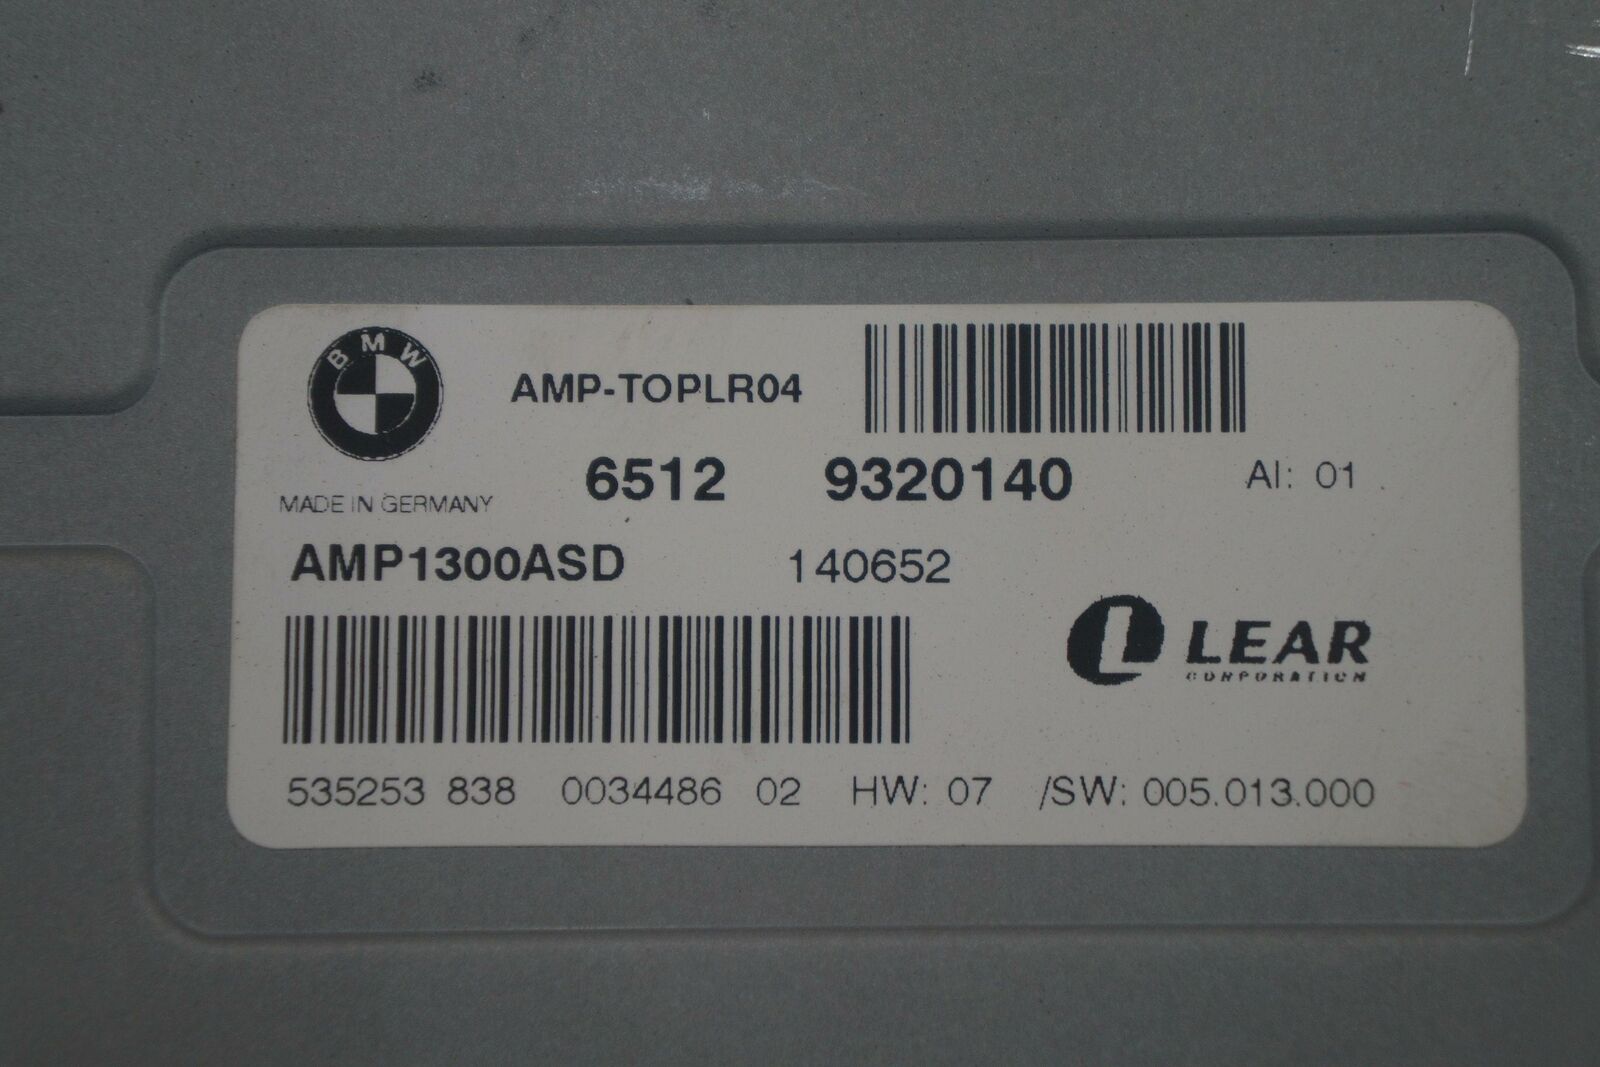 BMW
AMP-TOPLR04
6512 9320140 AI: 01
MADE IN GERMANY
AMP1300ASD 140652
LEAR
CORPORATION
535253 838 0034486 02 HW: 07 /SW: 005.013.000